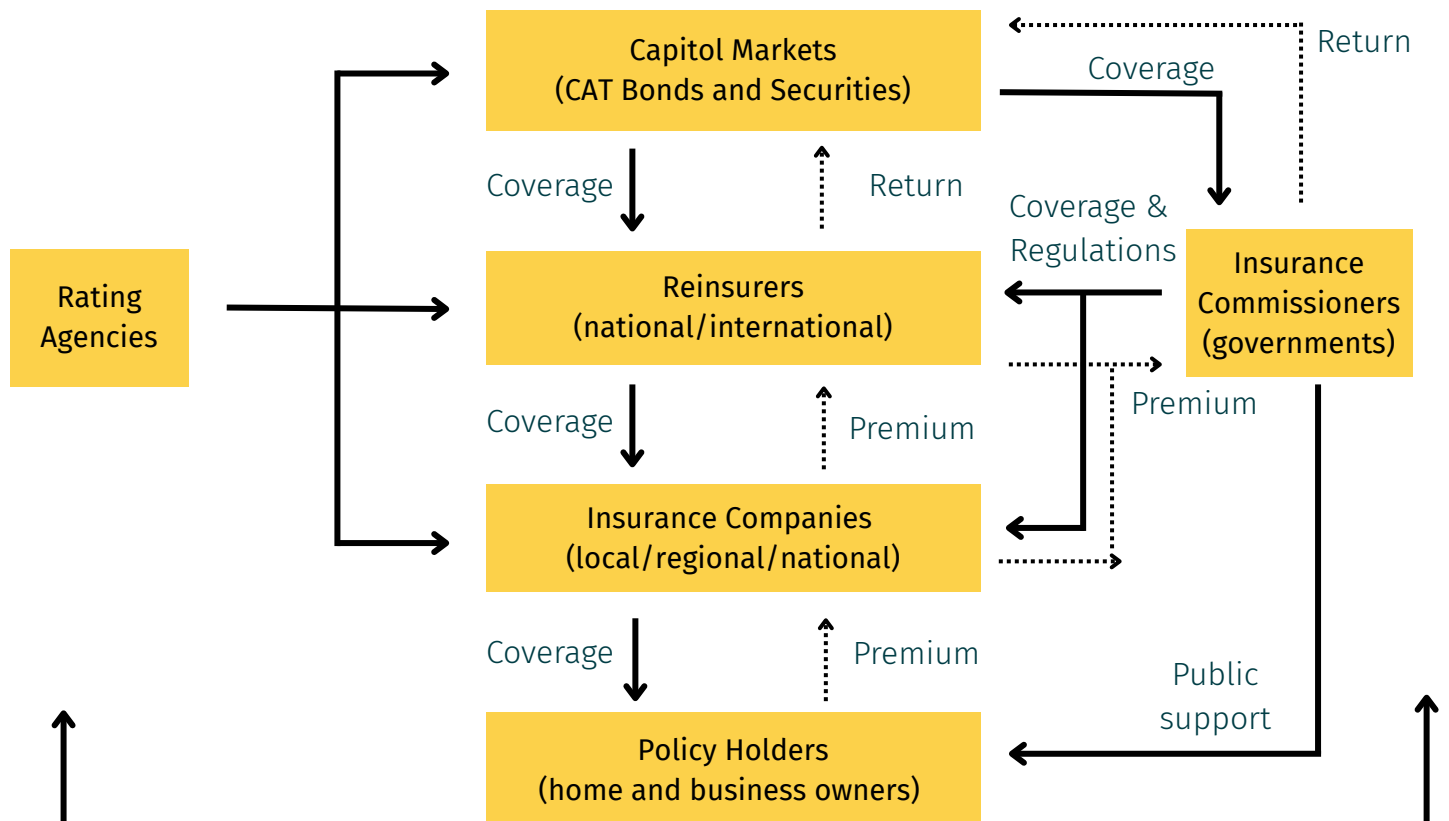 Capitol Markets
(CAT Bonds and Securities)
Return
Coverage
Coverage
Return
Coverage &
Regulations
Rating
Agencies
Reinsurers
(national/international)
Insurance
Commissioners
(governments)
Coverage
Premium
Premium
Insurance Companies
(local/regional/national)
Coverage
Premium
Public
support
Policy Holders
(home and business owners)